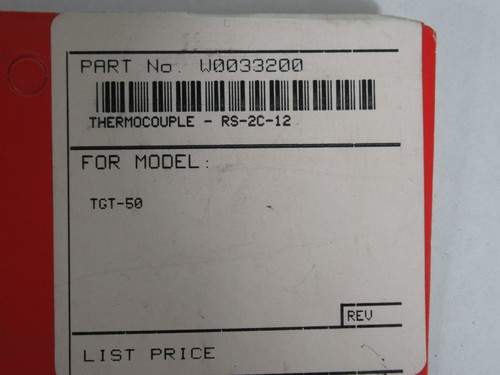 PART No. W0033200
THERMOCOUPLE - RS-2C-12
FOR MODEL:
TGT-50
REV
LIST PRICE